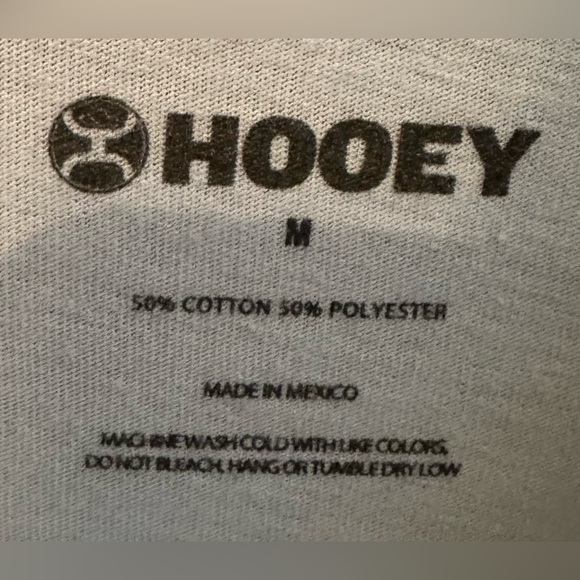 HOOEY
M
50% COTTON 50% POLYESTER
MADE IN MEXICO
MACHINE WASH COLD WITH LIKE COLORS.
DO NOT BLEACH, HANG OR TUMBLE DRY LOW